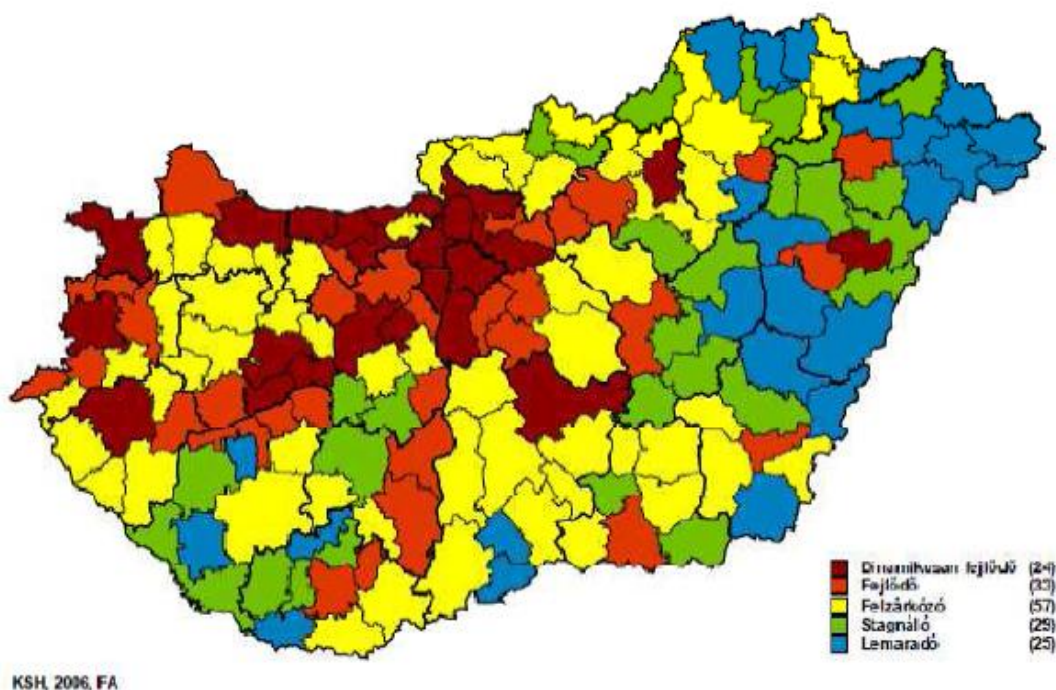 Dinamikusan fejlődő (24)
Fejlődő (33)
Felzárkózó (57)
Stagnáló (29)
Lemaradó (25)
KSH, 2006, FA